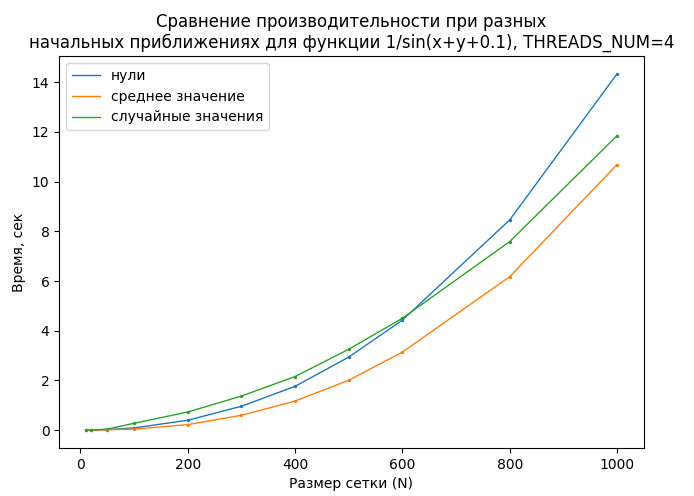 Сравнение производительности при разных
начальных приближениях для функции 1/sin(x+y+0.1), THREADS_NUM=4
нули
среднее значение
случайные значения
14
12
10
8
6
4
2
0
Время, сек
0 200 400 600 800 1000
Размер сетки (N)